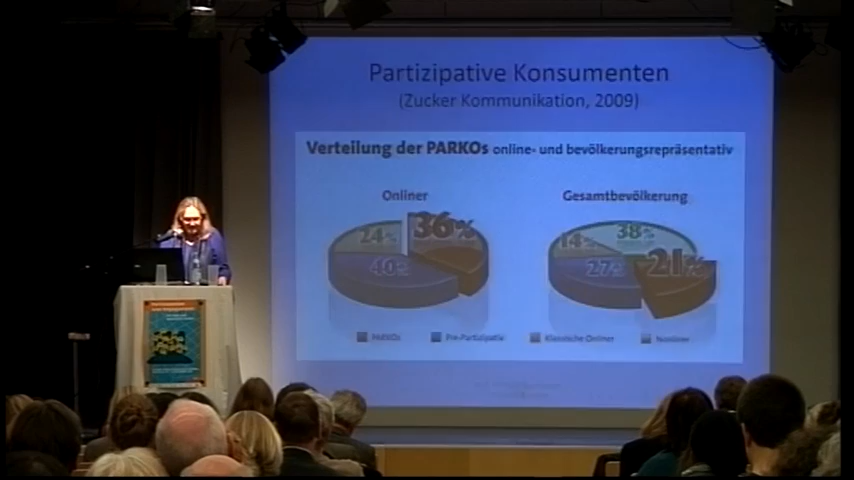 Partizipative Konsumenten
(Zucker Kommunikation, 2009)
Verteilung der PARKOs online- und bevölkerungsrepräsentativ
Onliner
Gesamtbevölkerung
24%
36%
40%
14%
38%
27%
21%
PARKOs
Pre-Partizipativ
Klassische Onliner
Nonliner